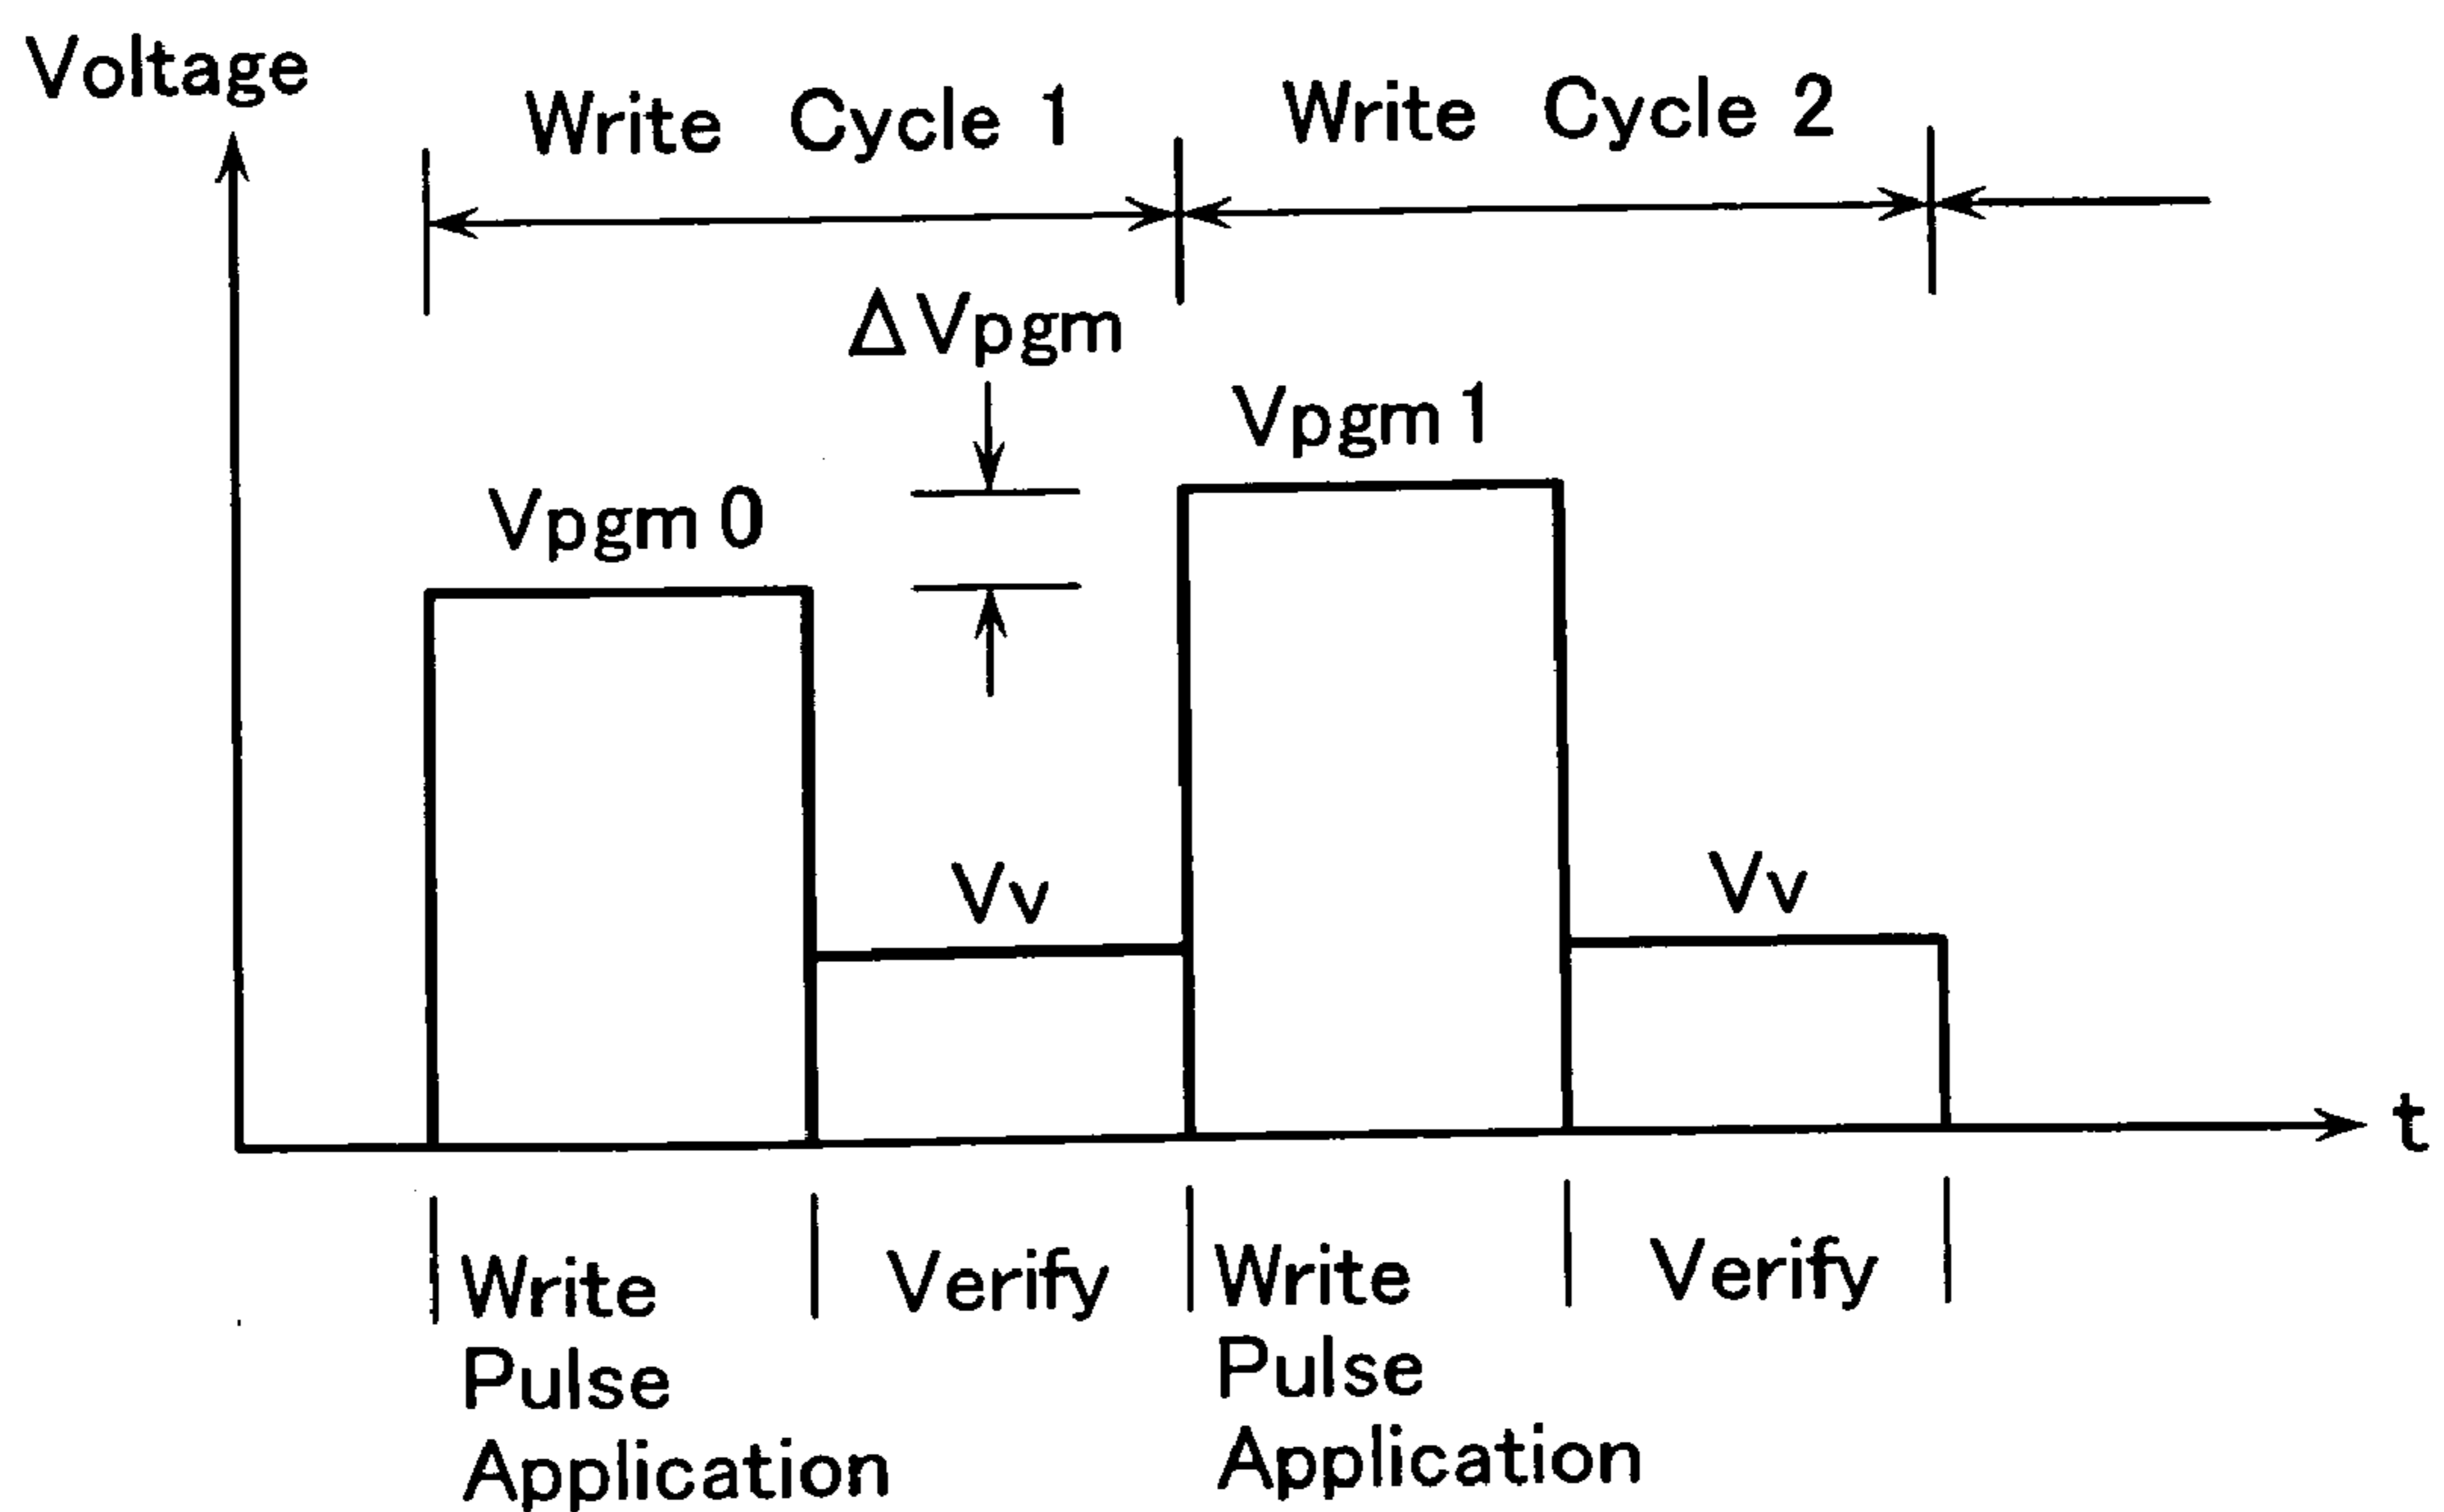 Voltage
Write Cycle 1
Write Cycle 2
ΔVpgm
Vpgm 1
Vpgm 0
Vv
Vv
t
Write
Pulse
Application
Verify
Write
Pulse
Application
Verify